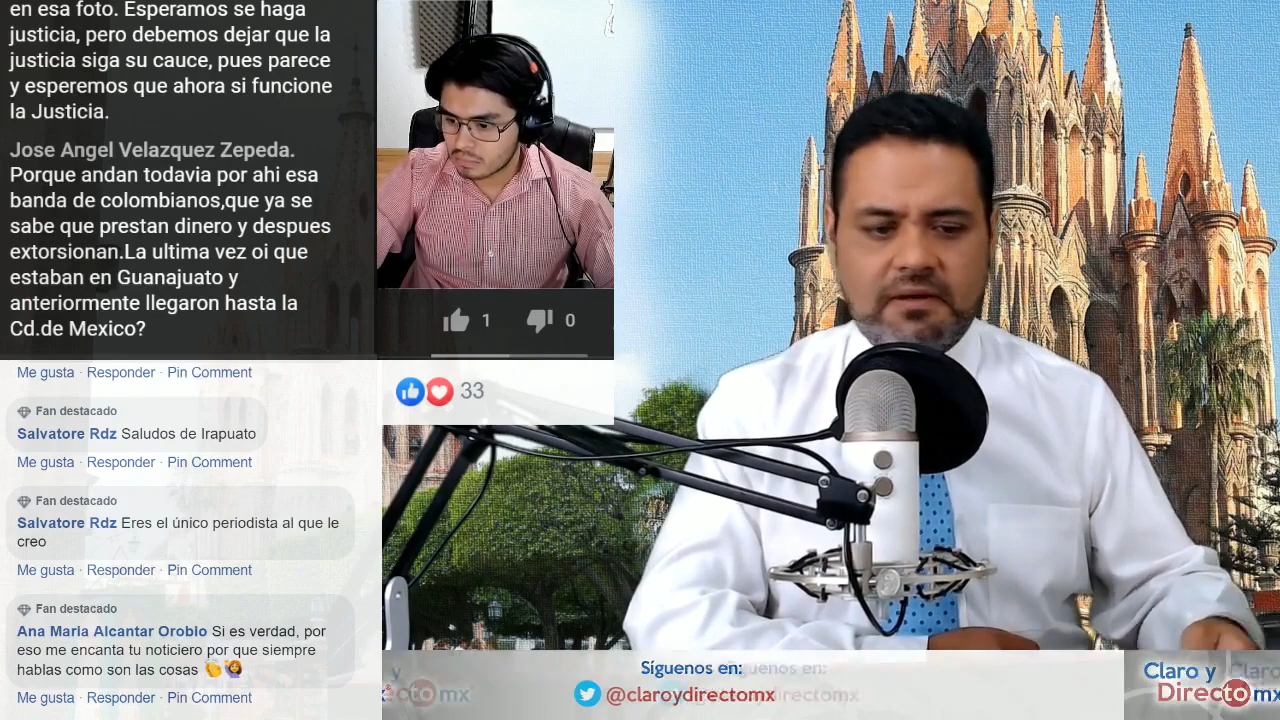 en esa foto. Esperamos se haga
justicia, pero debemos dejar que la
justicia siga su cauce, pues parece
y esperemos que ahora si funcione
la Justicia.
Jose Angel Velazquez Zepeda.
Porque andan todavia por ahi esa
banda de colombianos,que ya se
sabe que prestan dinero y despues
extorsionan.La ultima vez oi que
estaban en Guanajuato y
anteriormente llegaron hasta la
Cd.de Mexico?
1 0
33
Me gusta · Responder · Pin Comment
Fan destacado
Salvatore Rdz Saludos de Irapuato
Me gusta · Responder · Pin Comment
Fan destacado
Salvatore Rdz Eres el único periodista al que le
creo
Me gusta · Responder · Pin Comment
Fan destacado
Ana Maria Alcantar Orobio Si es verdad, por
eso me encanta tu noticiero por que siempre
hablas como son las cosas 👏🤷‍♀️
Me gusta · Responder · Pin Comment
Síguenos en:
@claroydirectomx
Claro y
Directo mx